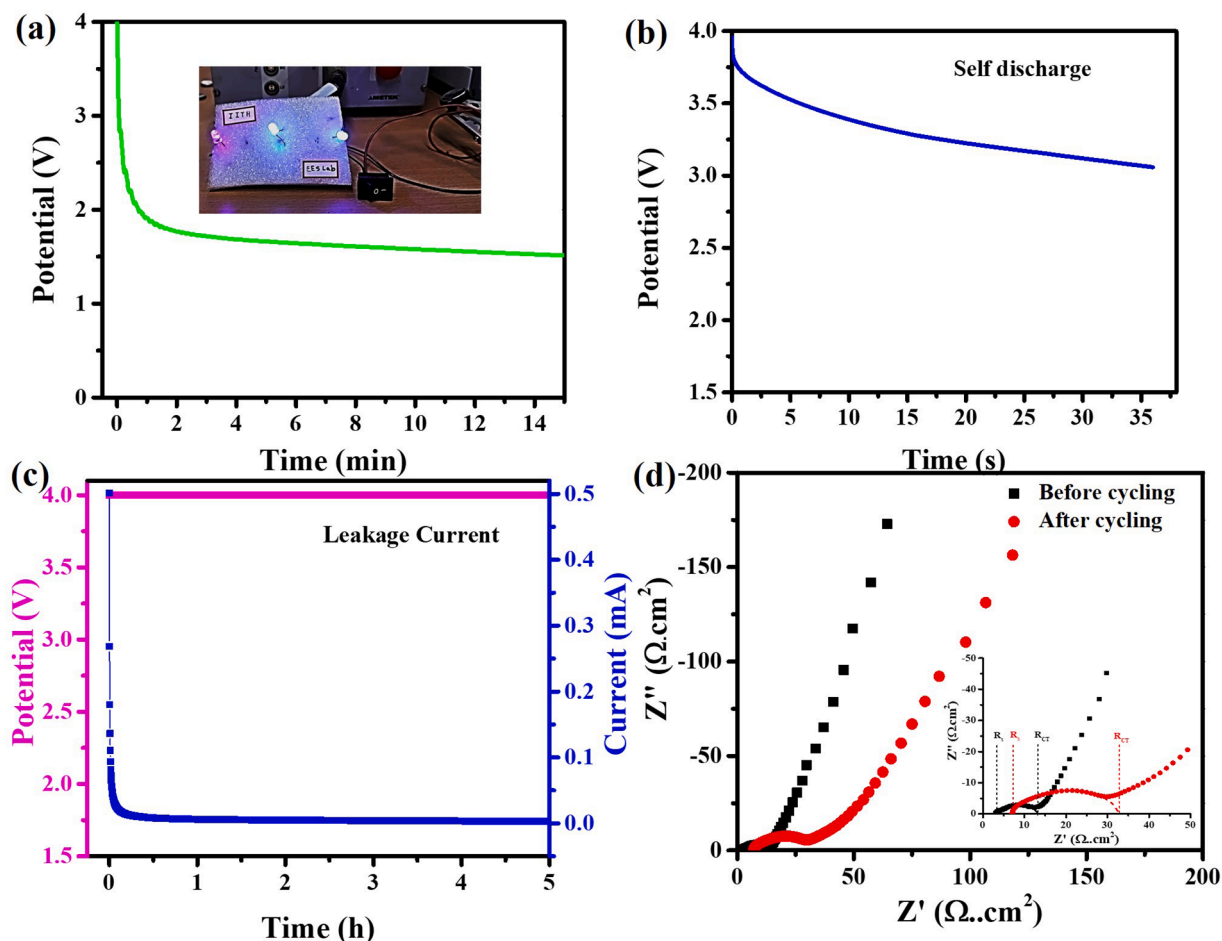 (a)
4
3
2
1
0
Potential (V)
IITH
EES Lab
AMETEK
0 2 4 6 8 10 12 14
Time (min)
(b)
4.0
3.5
3.0
2.5
2.0
1.5
Potential (V)
Self discharge
0 5 10 15 20 25 30 35
Time (s)
(c)
4.0
3.5
4.0
3.0
2.5
2.0
1.5
Potential (V)
Leakage Current
0.5
0.4
0.3
0.2
0.1
0.0
Current (mA)
0 1 2 3 4 5
Time (h)
(d)
-200
-150
-100
-50
0
Z'' (Ω.cm²)
Before cycling
After cycling
-50
-40
-30
-20
-10
0
Z'' (Ω.cm²)
Rs Rs RCT RCT
0 10 20 30 40 50
Z' (Ω..cm²)
0 50 100 150 200
Z' (Ω..cm²)